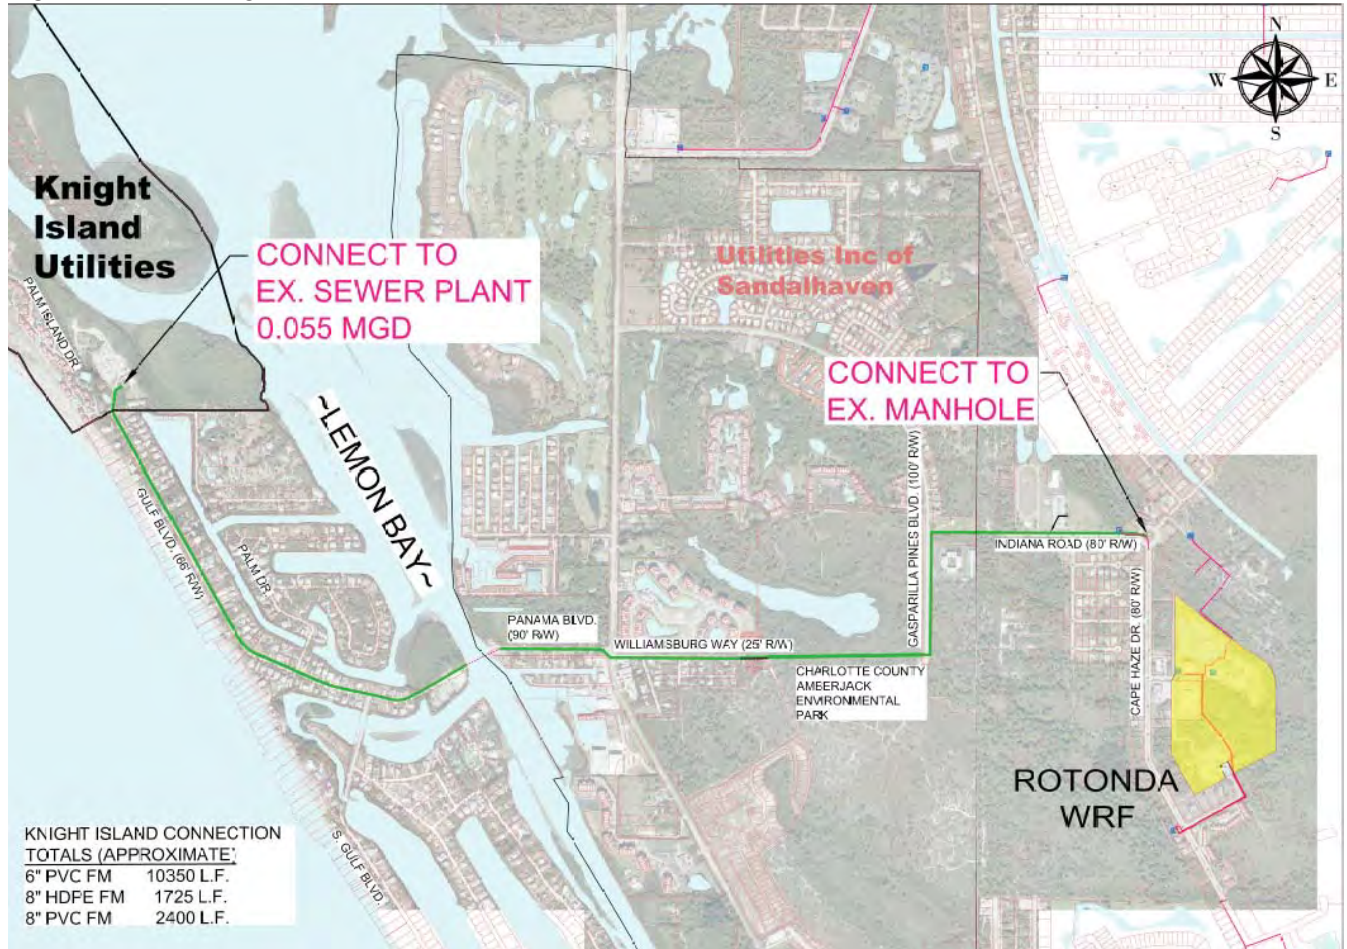 N
W E
S
Knight
Island
Utilities
CONNECT TO
EX. SEWER PLANT
0.055 MGD
Utilities Inc of
Sandalhaven
CONNECT TO
EX. MANHOLE
PALM ISLAND DR.
~LEMON BAY~
GULF BLVD. (66' R/W)
PALM DR.
GASPARILLA PINES BLVD. (100' R/W)
INDIANA ROAD (80' R/W)
PANAMA BLVD.
(90' R/W)
WILLIAMSBURG WAY (25' R/W)
CHARLOTTE COUNTY
AMBERJACK
ENVIRONMENTAL
PARK
CAPE HAZE DR. (80' R/W)
ROTONDA
WRF
S. GULF BLVD.
KNIGHT ISLAND CONNECTION
TOTALS (APPROXIMATE)
6" PVC FM 10350 L.F.
8" HDPE FM 1725 L.F.
8" PVC FM 2400 L.F.